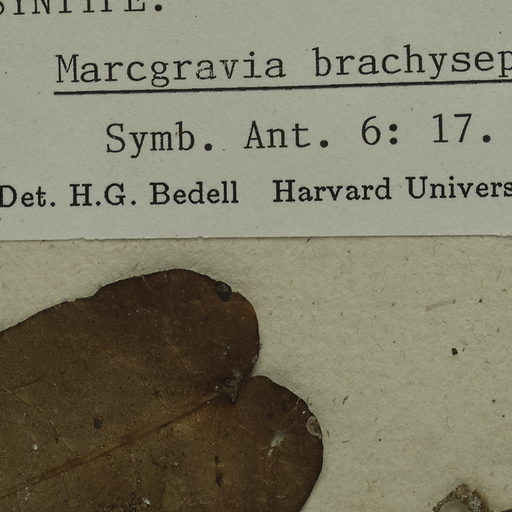 Marcgravia brachysep
Symb. Ant. 6: 17.
Det. H.G. Bedell Harvard Univers